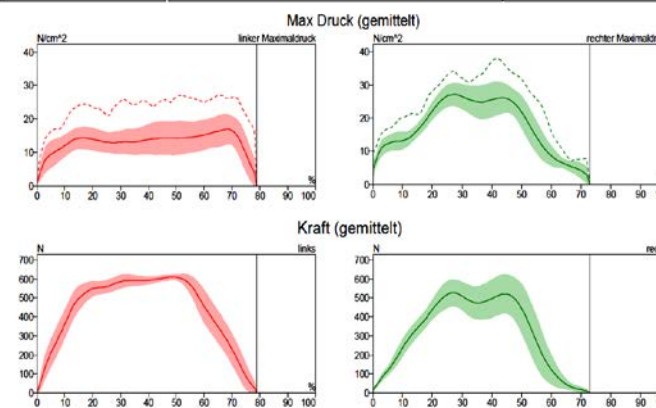 Max Druck (gemittelt)
N/cm^2 linker Maximaldruck
40
30
20
10
0
0 10 20 30 40 50 60 70 80 90 100
%
N/cm^2 rechter Maximaldr
40
30
20
10
0
0 10 20 30 40 50 60 70 80 90
Kraft (gemittelt)
N links
700
600
500
400
300
200
100
0
0 10 20 30 40 50 60 70 80 90 100
%
N rec
700
600
500
400
300
200
100
0
0 10 20 30 40 50 60 70 80 90